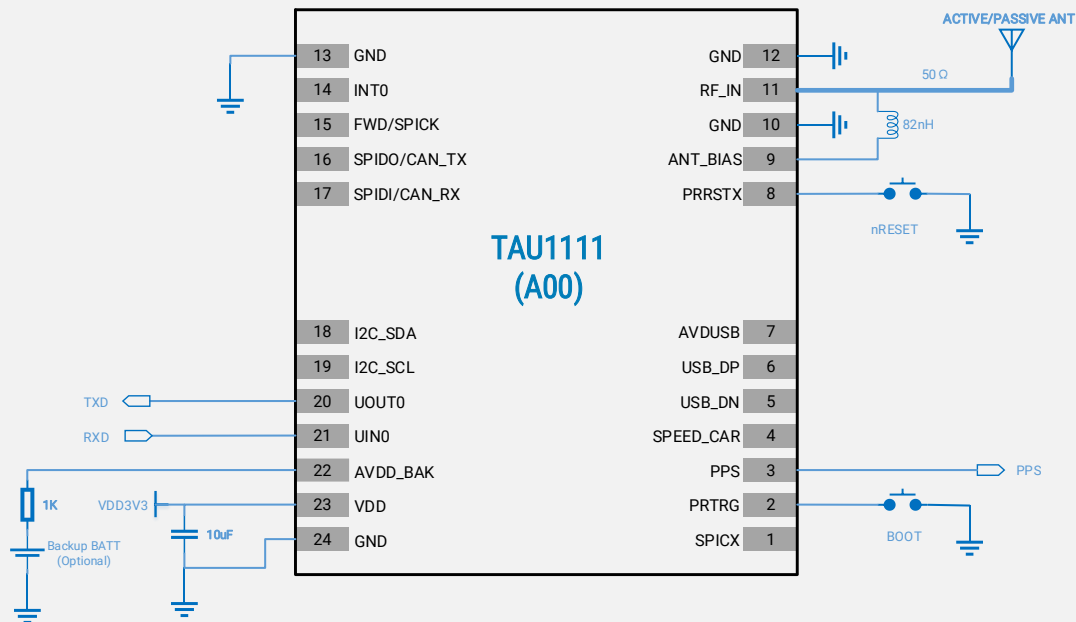 ACTIVE/PASSIVE ANT
13 GND
GND 12
14 INT0
RF_IN 11
50 Ω
15 FWD/SPICK
GND 10
82nH
16 SPIDO/CAN_TX
ANT_BIAS 9
17 SPIDI/CAN_RX
PRRSTX 8
nRESET
TAU1111
(A00)
18 I2C_SDA
AVDUSB 7
19 I2C_SCL
USB_DP 6
TXD
20 UOUT0
USB_DN 5
RXD
21 UIN0
SPEED_CAR 4
22 AVDD_BAK
PPS 3
PPS
1K
VDD3V3
23 VDD
PRTRG 2
BOOT
10uF
24 GND
SPICX 1
Backup BATT
(Optional)